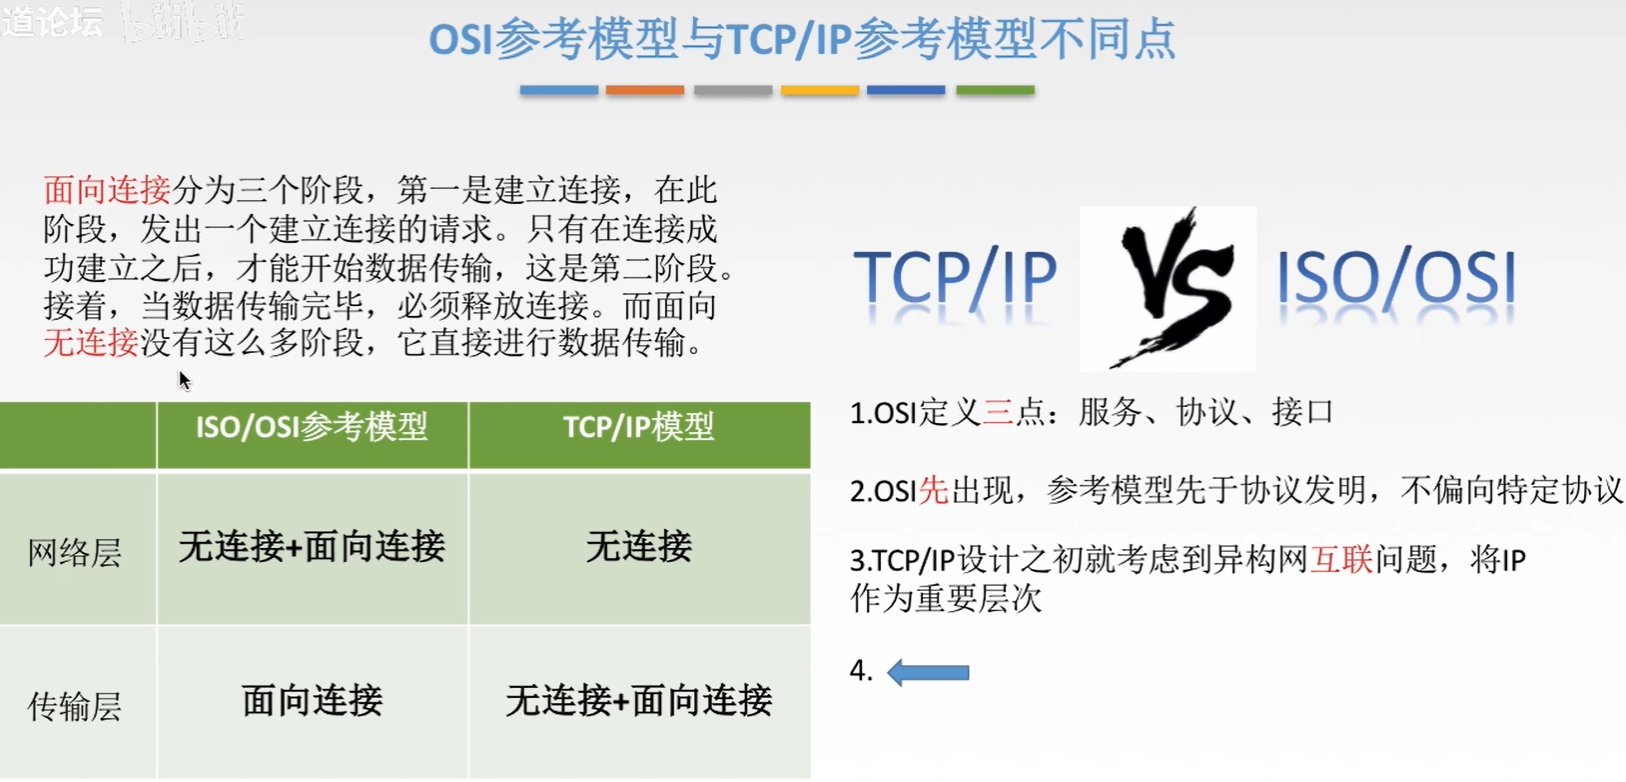 道论坛 bilibili
OSI参考模型与TCP/IP参考模型不同点
面向连接分为三个阶段，第一是建立连接，在此
阶段，发出一个建立连接的请求。只有在连接成
功建立之后，才能开始数据传输，这是第二阶段。
接着，当数据传输完毕，必须释放连接。而面向
无连接没有这么多阶段，它直接进行数据传输。
ISO/OSI参考模型 TCP/IP模型
网络层 无连接+面向连接 无连接
传输层 面向连接 无连接+面向连接
TCP/IP VS ISO/OSI
1.OSI定义三点：服务、协议、接口
2.OSI先出现，参考模型先于协议发明，不偏向特定协议
3.TCP/IP设计之初就考虑到异构网互联问题，将IP
作为重要层次
4.